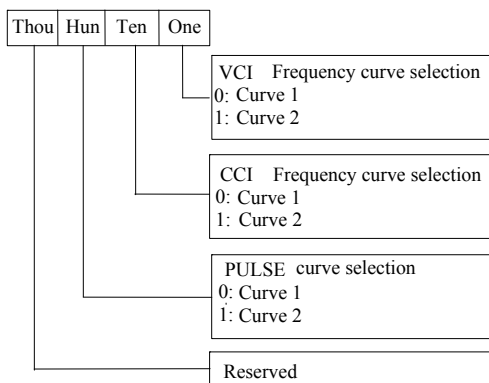 Thou Hun Ten One
VCI Frequency curve selection
0: Curve 1
1: Curve 2
CCI Frequency curve selection
0: Curve 1
1: Curve 2
PULSE curve selection
0: Curve 1
1: Curve 2
Reserved